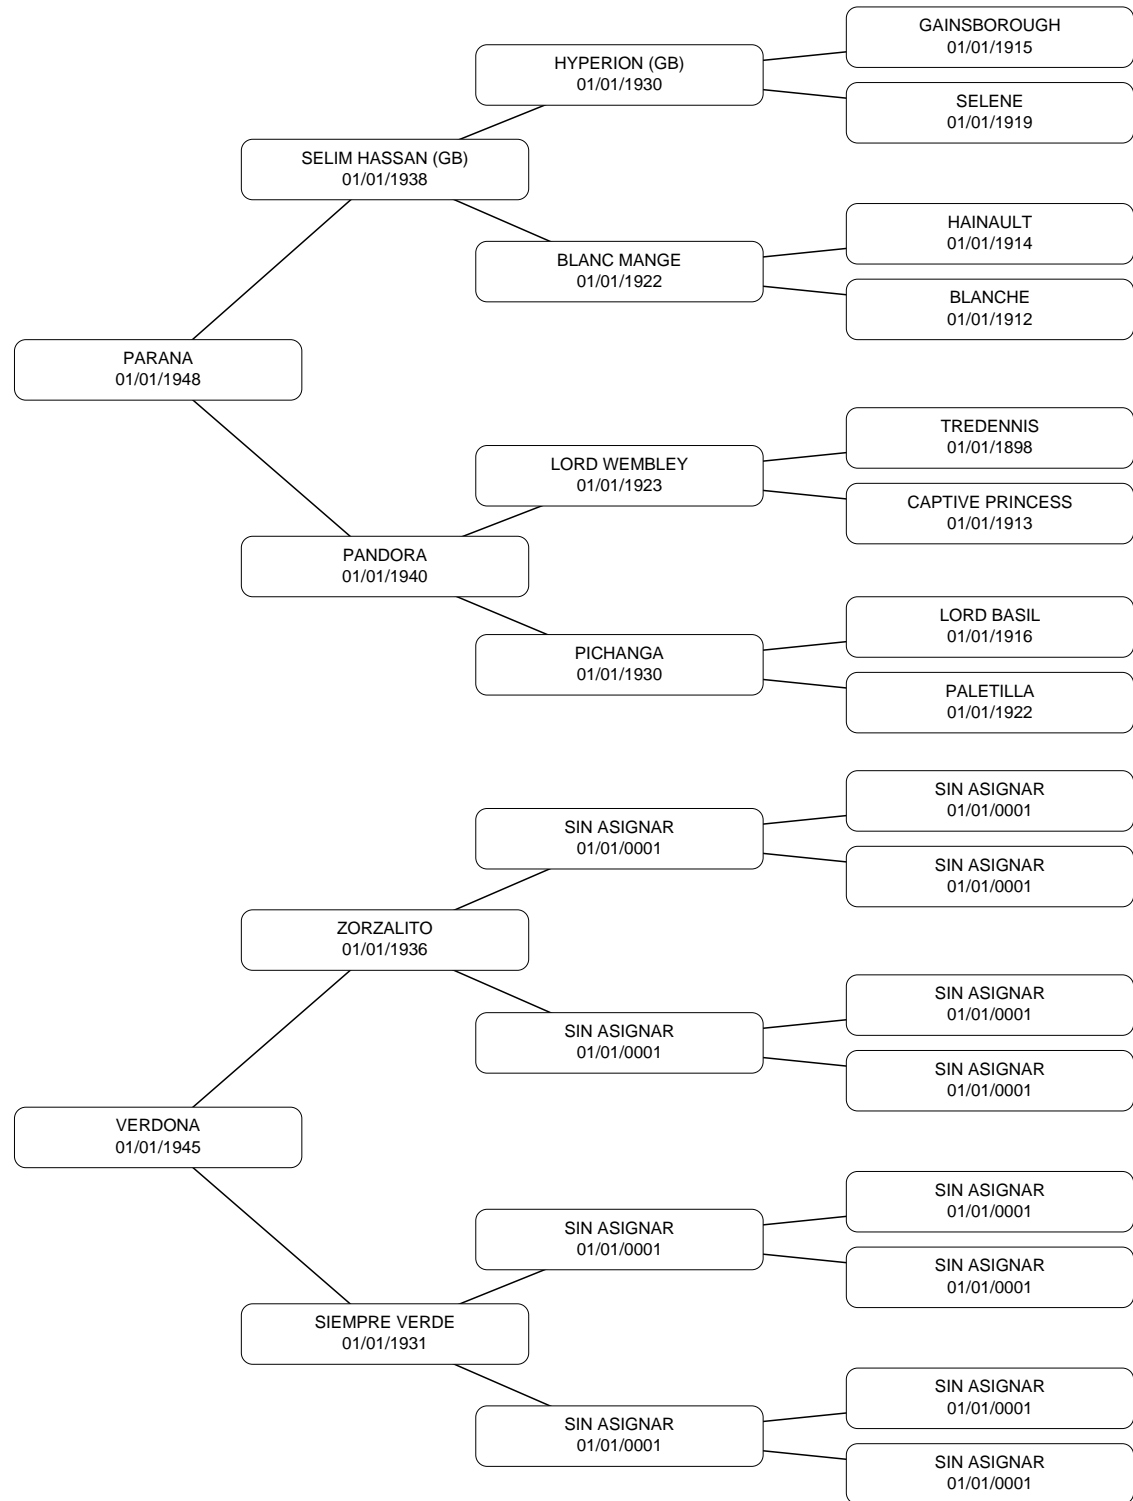 GAINSBOROUGH
01/01/1915
HYPERION (GB)
01/01/1930
SELENE
01/01/1919
SELIM HASSAN (GB)
01/01/1938
HAINAULT
01/01/1914
BLANC MANGE
01/01/1922
BLANCHE
01/01/1912
PARANA
01/01/1948
TREDENNIS
01/01/1898
LORD WEMBLEY
01/01/1923
CAPTIVE PRINCESS
01/01/1913
PANDORA
01/01/1940
LORD BASIL
01/01/1916
PICHANGA
01/01/1930
PALETILLA
01/01/1922
SIN ASIGNAR
01/01/0001
SIN ASIGNAR
01/01/0001
SIN ASIGNAR
01/01/0001
ZORZALITO
01/01/1936
SIN ASIGNAR
01/01/0001
SIN ASIGNAR
01/01/0001
SIN ASIGNAR
01/01/0001
VERDONA
01/01/1945
SIN ASIGNAR
01/01/0001
SIN ASIGNAR
01/01/0001
SIN ASIGNAR
01/01/0001
SIEMPRE VERDE
01/01/1931
SIN ASIGNAR
01/01/0001
SIN ASIGNAR
01/01/0001
SIN ASIGNAR
01/01/0001